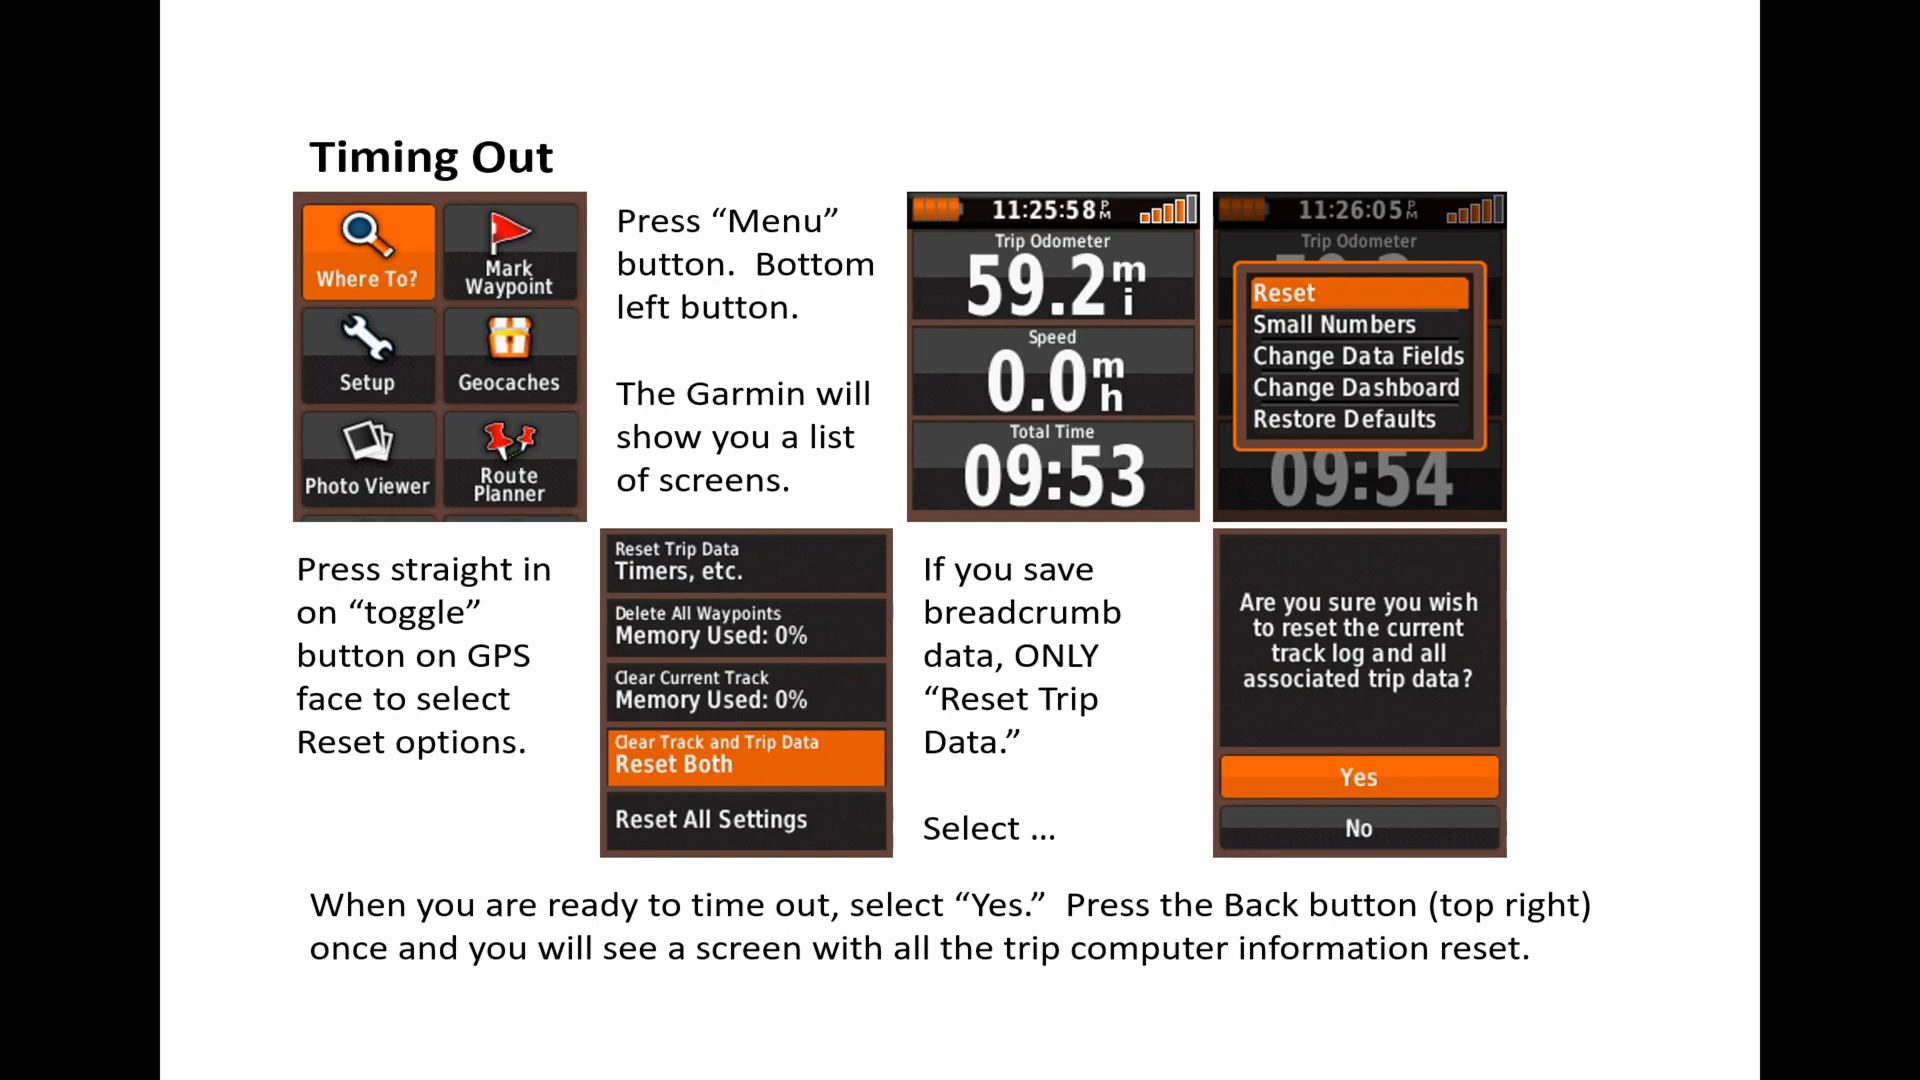 Timing Out
Where To?
Mark
Waypoint
Setup
Geocaches
Photo Viewer
Route
Planner
Press “Menu”
button.  Bottom
left button.
The Garmin will
show you a list
of screens.
11:25:58PM
Trip Odometer
59.2mi
Speed
0.0mh
Total Time
09:53
11:26:05PM
Trip Odometer
Reset
Small Numbers
Change Data Fields
Change Dashboard
Restore Defaults
09:54
Press straight in
on “toggle”
button on GPS
face to select
Reset options.
Reset Trip Data
Timers, etc.
Delete All Waypoints
Memory Used: 0%
Clear Current Track
Memory Used: 0%
Clear Track and Trip Data
Reset Both
Reset All Settings
If you save
breadcrumb
data, ONLY
“Reset Trip
Data.”
Select ...
Are you sure you wish
to reset the current
track log and all
associated trip data?
Yes
No
When you are ready to time out, select “Yes.”  Press the Back button (top right)
once and you will see a screen with all the trip computer information reset.